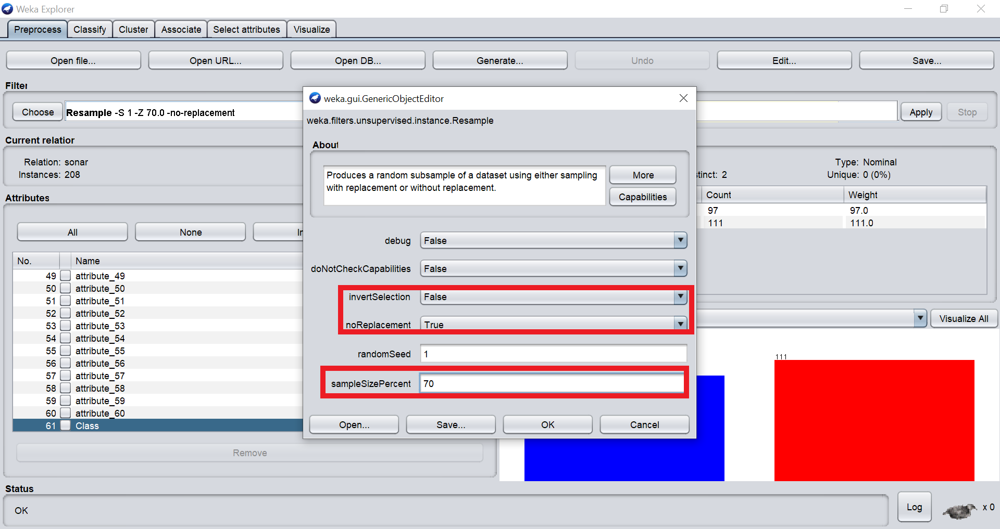 Weka Explorer
Preprocess Classify Cluster Associate Select attributes Visualize
Open file... Open URL... Open DB... Generate... Undo Edit... Save...
Filter
Choose Resample -S 1 -Z 70.0 -no-replacement Apply Stop
Current relation
Relation: sonar
Instances: 208
Attributes
All None In
No. Name
49 attribute_49
50 attribute_50
51 attribute_51
52 attribute_52
53 attribute_53
54 attribute_54
55 attribute_55
56 attribute_56
57 attribute_57
58 attribute_58
59 attribute_59
60 attribute_60
61 Class
Remove
weka.gui.GenericObjectEditor
weka.filters.unsupervised.instance.Resample
About
Produces a random subsample of a dataset using either sampling
with replacement or without replacement.
More
Capabilities
debug False
doNotCheckCapabilities False
invertSelection False
noReplacement True
randomSeed 1
sampleSizePercent 70
Open... Save... OK Cancel
Type: Nominal
tinct: 2 Unique: 0 (0%)
Count Weight
97 97.0
111 111.0
Visualize All
111
Status
OK
Log x 0